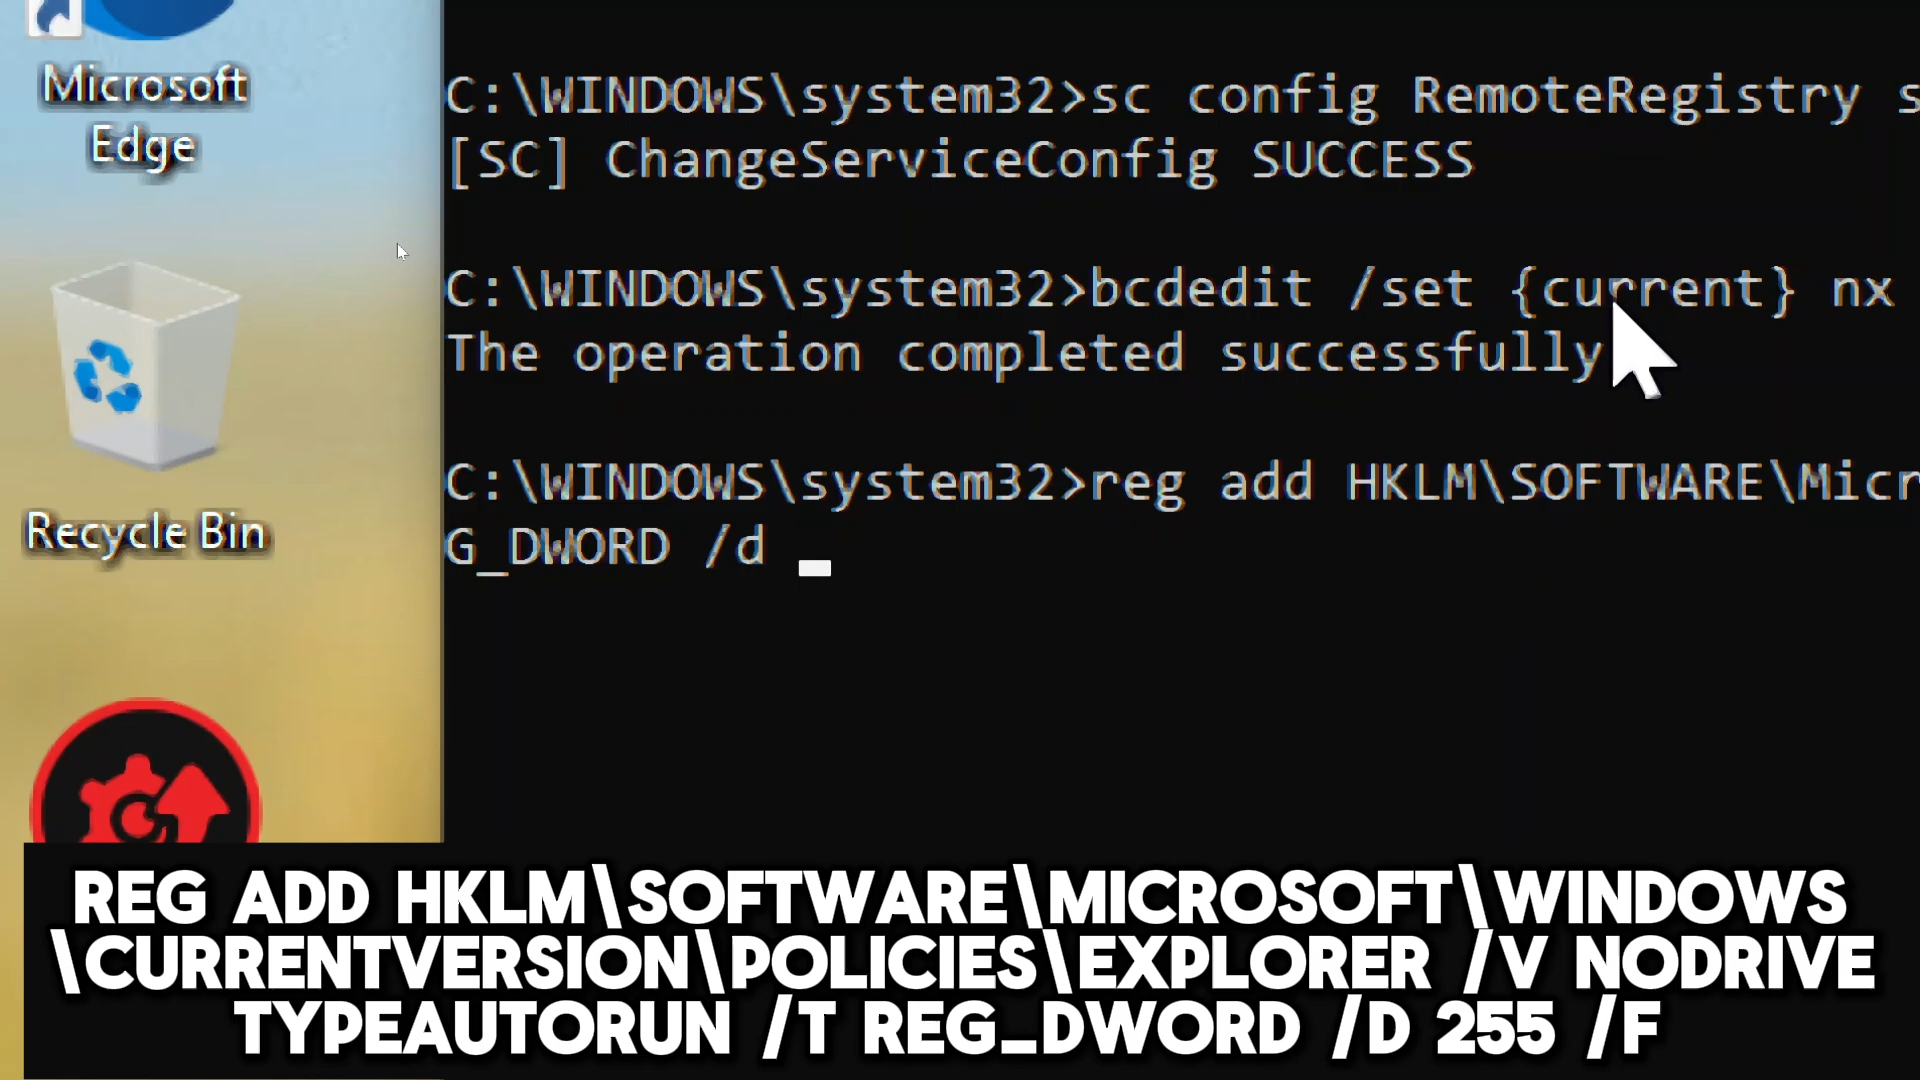 Microsoft
Edge
Recycle Bin
C:\WINDOWS\system32>sc config RemoteRegistry s
[SC] ChangeServiceConfig SUCCESS
C:\WINDOWS\system32>bcdedit /set {current} nx
The operation completed successfully
C:\WINDOWS\system32>reg add HKLM\SOFTWARE\Micr
G_DWORD /d
REG ADD HKLM\SOFTWARE\MICROSOFT\WINDOWS
\CURRENTVERSION\POLICIES\EXPLORER /V NODRIVE
TYPEAUTORUN /T REG_DWORD /D 255 /F